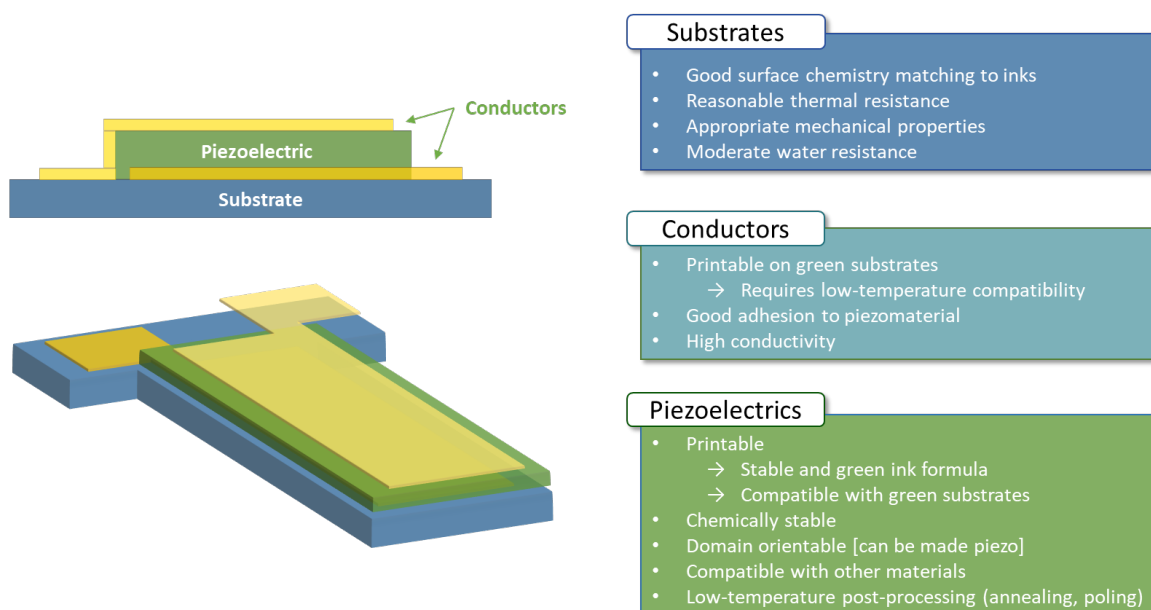 Conductors
Piezoelectric
Substrate
Substrates
• Good surface chemistry matching to inks
• Reasonable thermal resistance
• Appropriate mechanical properties
• Moderate water resistance
Conductors
• Printable on green substrates
→ Requires low-temperature compatibility
• Good adhesion to piezomaterial
• High conductivity
Piezoelectrics
• Printable
→ Stable and green ink formula
→ Compatible with green substrates
• Chemically stable
• Domain orientable [can be made piezo]
• Compatible with other materials
• Low-temperature post-processing (annealing, poling)